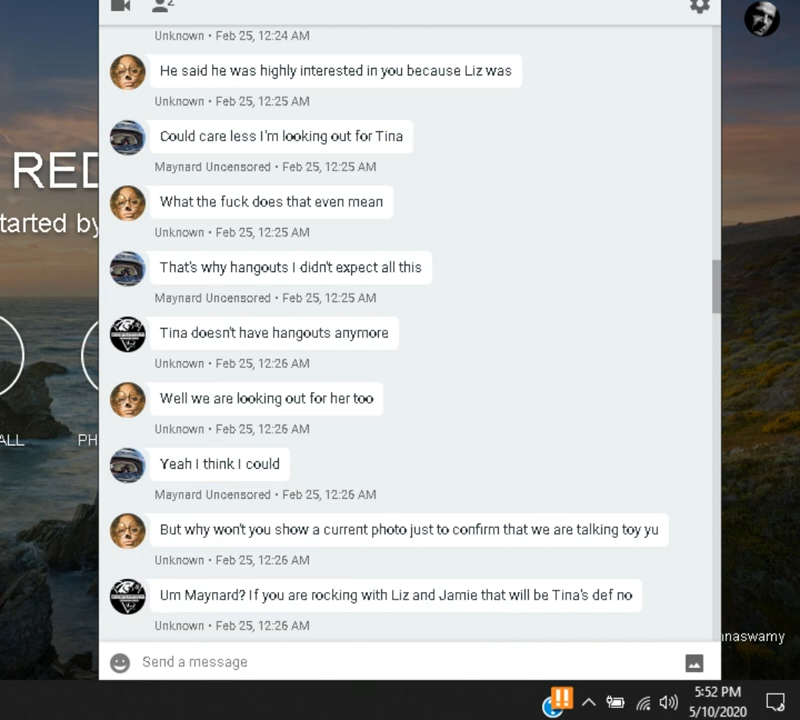 2
Unknown • Feb 25, 12:24 AM
He said he was highly interested in you because Liz was
Unknown • Feb 25, 12:25 AM
Could care less I'm looking out for Tina
Maynard Uncensored • Feb 25, 12:25 AM
RED
What the fuck does that even mean
tarted by
Unknown • Feb 25, 12:25 AM
That's why hangouts I didn't expect all this
Maynard Uncensored • Feb 25, 12:25 AM
Tina doesn't have hangouts anymore
Unknown • Feb 25, 12:26 AM
Well we are looking out for her too
Unknown • Feb 25, 12:26 AM
ALL
PH
Yeah I think I could
Maynard Uncensored • Feb 25, 12:26 AM
But why won't you show a current photo just to confirm that we are talking toy yu
Unknown • Feb 25, 12:26 AM
Um Maynard? If you are rocking with Liz and Jamie that will be Tina's def no
Unknown • Feb 25, 12:26 AM
nnaswamy
Send a message
5:52 PM
5/10/2020